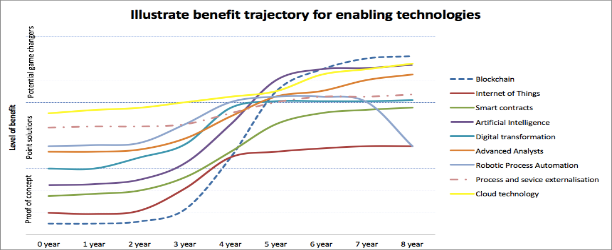 Illustrate benefit trajectory for enabling technologies
Level of benefit
Potential game chargers
Point solutions
Proof of concept
Blockchain
Internet of Things
Smart contracts
Artificial Intelligence
Digital transformation
Advanced Analysts
Robotic Process Automation
Process and sevice externalisation
Cloud technology
0 year 1 year 2 year 3 year 4 year 5 year 6 year 7 year 8 year